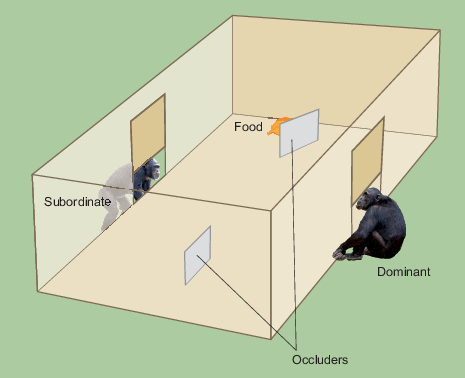 Food
Subordinate
Dominant
Occluders